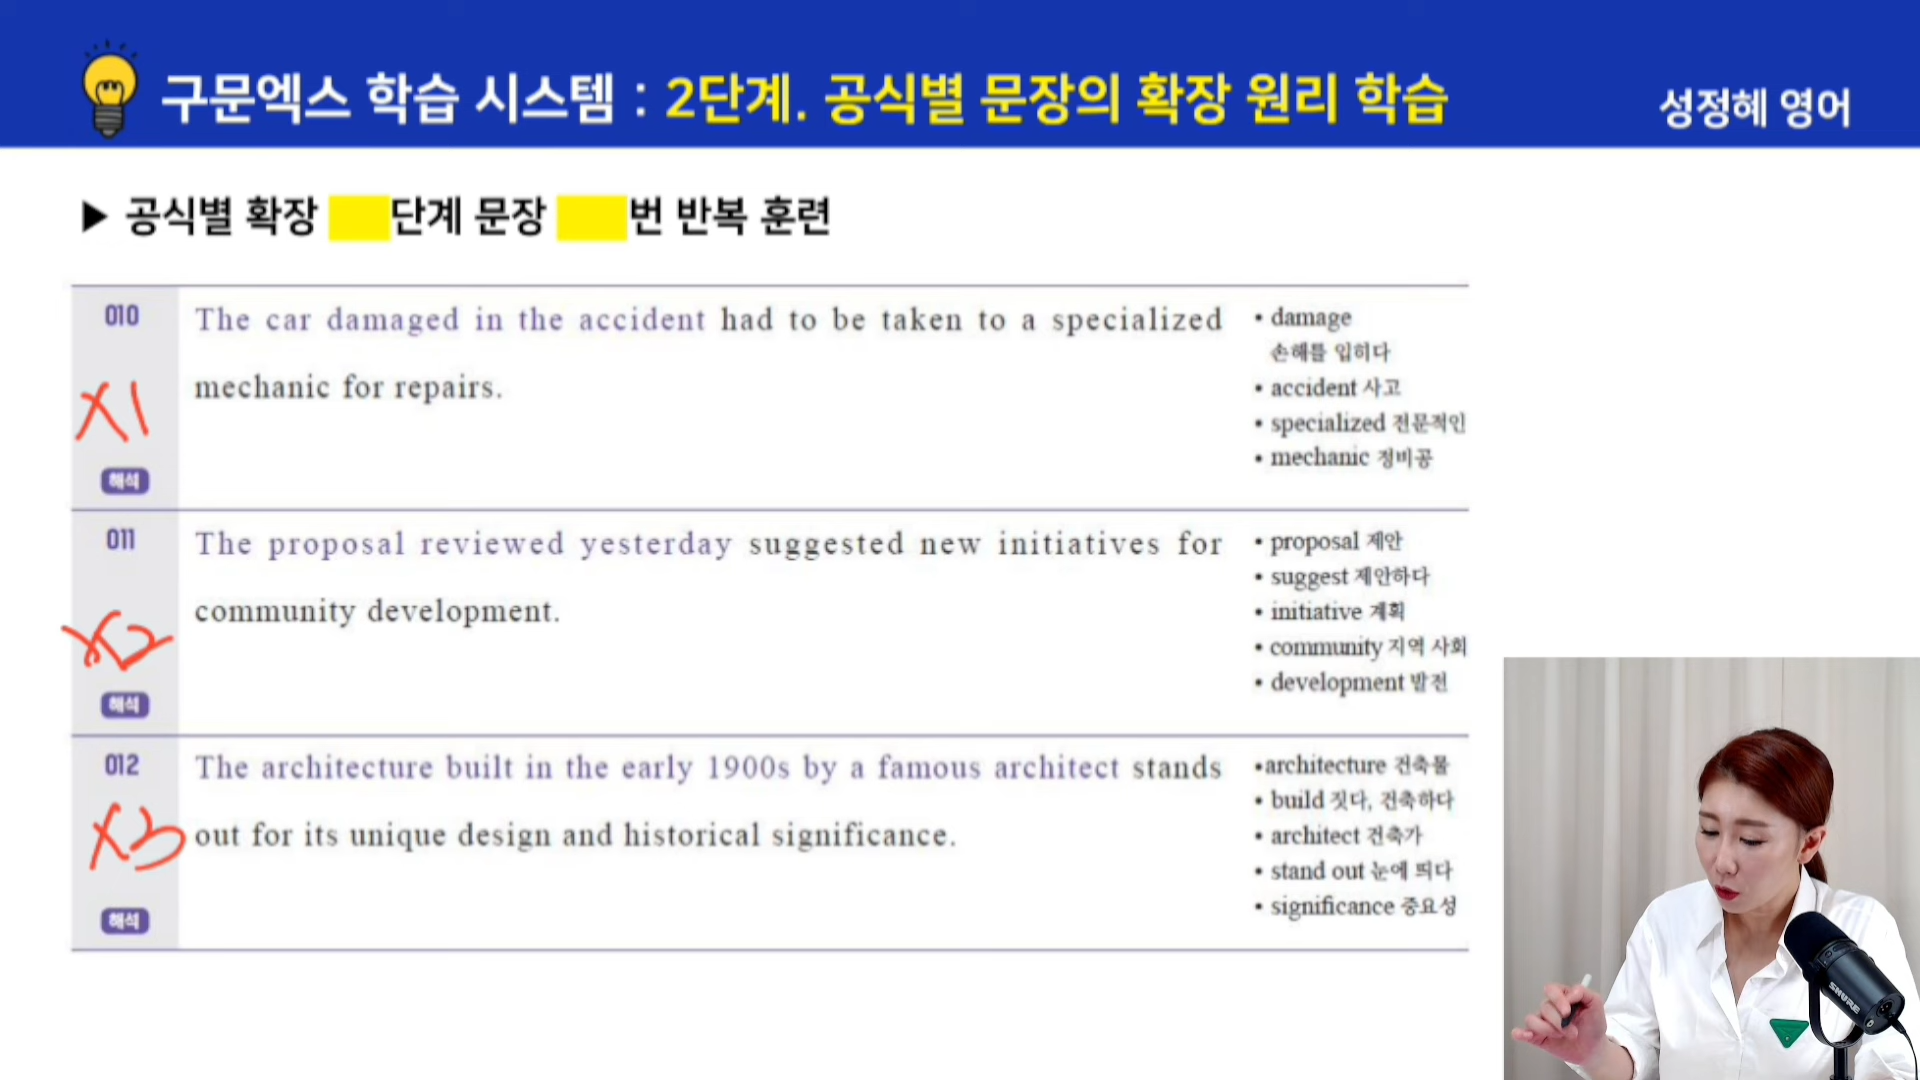 구문엑스 학습 시스템 : 2단계. 공식별 문장의 확장 원리 학습
성정혜 영어
▶ 공식별 확장 단계 문장 번 반복 훈련
010
The car damaged in the accident had to be taken to a specialized
mechanic for repairs.
X1
해석
• damage
손해를 입히다
• accident 사고
• specialized 전문적인
• mechanic 정비공
011
The proposal reviewed yesterday suggested new initiatives for
community development.
X2
해석
• proposal 제안
• suggest 제안하다
• initiative 계획
• community 지역 사회
• development 발전
012
The architecture built in the early 1900s by a famous architect stands
out for its unique design and historical significance.
X3
해석
•architecture 건축물
• build 짓다, 건축하다
• architect 건축가
• stand out 눈에 띄다
• significance 중요성
SHURE